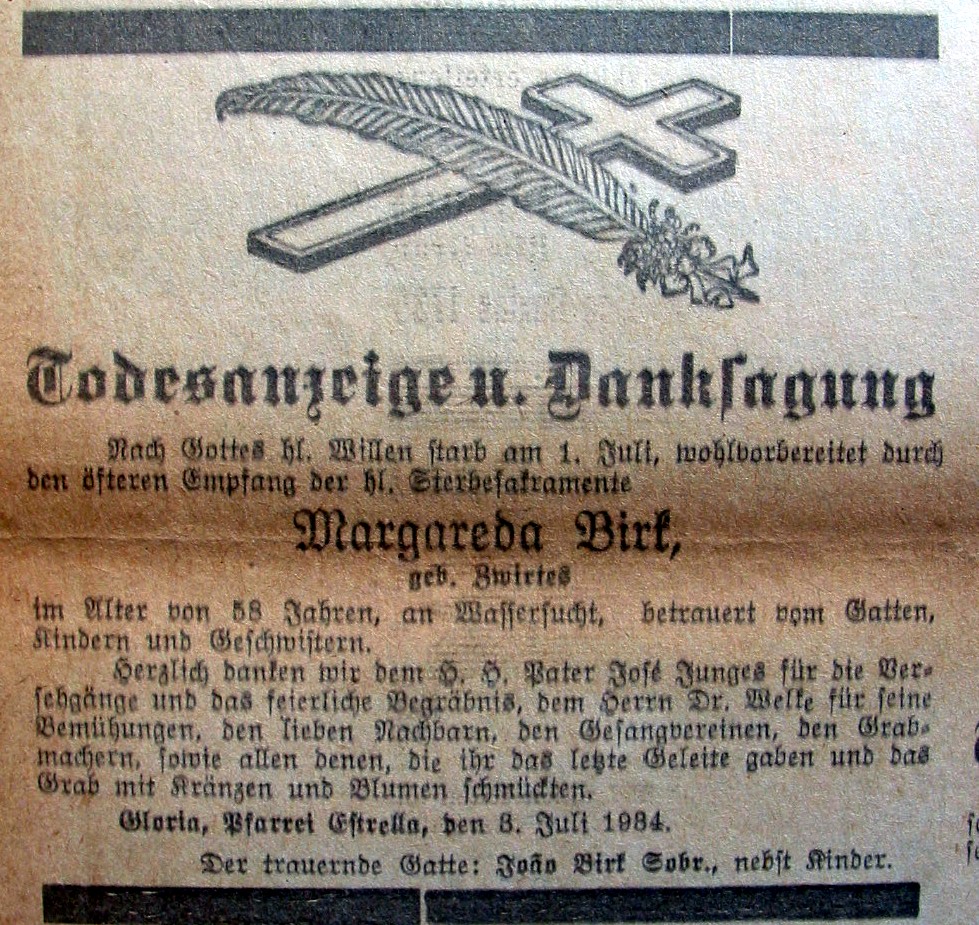 Todesanzeige u. Dankſagung
Nach Gottes hl. Willen ſtarb am 1. Juli, wohlvorbereitet durch
den öfteren Empfang der hl. Sterbeſakramente
Margareda Birk,
geb. Zwirtes
im Alter von 58 Jahren, an Waſſerſucht, betrauert vom Gatten,
Kindern und Geſchwiſtern.
Herzlich danken wir dem H. H. Pater Joſé Junges für die Ver-
ſehgänge und das feierliche Begräbnis, dem Herrn Dr. Welke für ſeine
Bemühungen, den lieben Nachbarn, den Geſangvereinen, den Grab-
machern, ſowie allen denen, die ihr das letzte Geleite gaben und das
Grab mit Kränzen und Blumen ſchmückten.
Gloria, Pfarrei Eſtrella, den 8. Juli 1934.
Der trauernde Gatte: João Birk Sobr., nebſt Kinder.